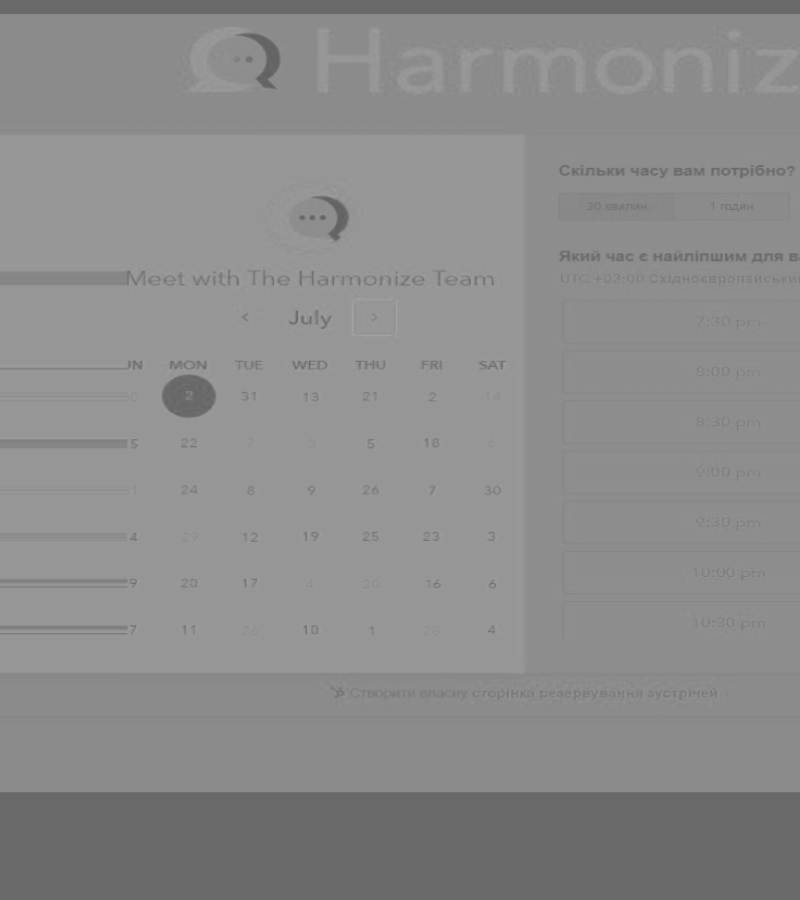 Harmoniz
Meet with The Harmonize Team
July
UN MON TUE WED THU FRI SAT
0 2 31 13 21 2 14
5 22 7 3 5 18 6
1 24 8 9 26 7 30
4 29 12 19 25 23 3
9 20 17 4 20 16 6
7 11 26 10 1 28 4
Скільки часу вам потрібно?
30 хвилин 1 годин
Який час є найліпшим для ва
UTC +03:00 Східноєвропейський
7:30 pm
8:00 pm
8:30 pm
9:00 pm
9:30 pm
10:00 pm
10:30 pm
Створити власну сторінка резервування зустрічей